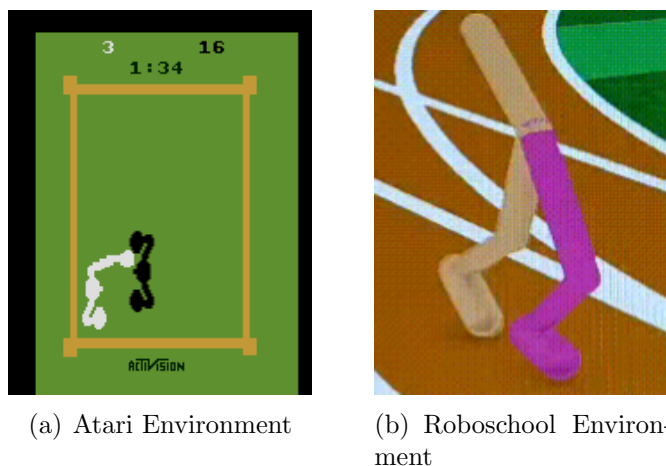 3 16
1:34
ACTIVISION
(a) Atari Environment
(b) Roboschool Environ-
ment